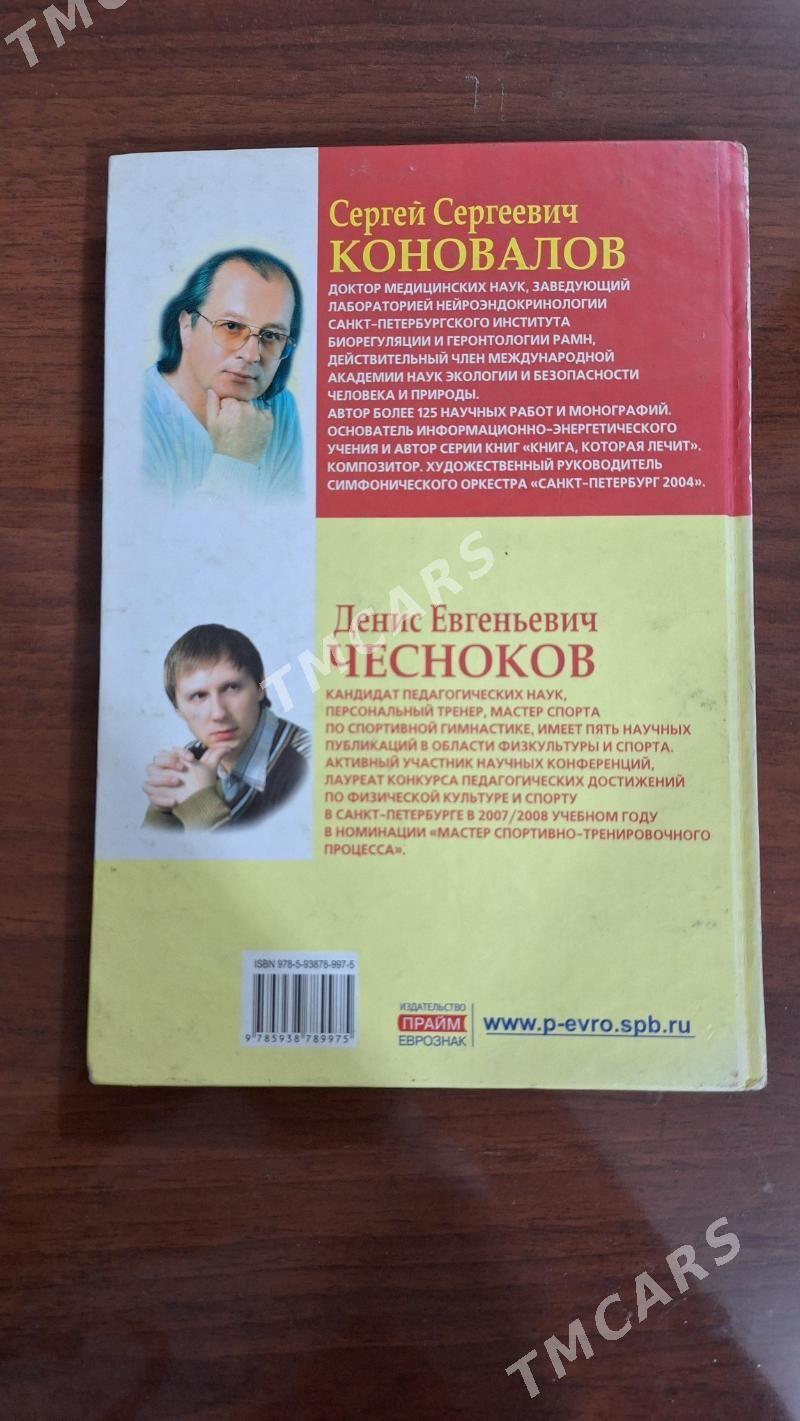 TMCARS
Сергей Сергеевич
КОНОВАЛОВ
ДОКТОР МЕДИЦИНСКИХ НАУК, ЗАВЕДУЮЩИЙ
ЛАБОРАТОРИЕЙ НЕЙРОЭНДОКРИНОЛОГИИ
САНКТ-ПЕТЕРБУРГСКОГО ИНСТИТУТА
БИОРЕГУЛЯЦИИ И ГЕРОНТОЛОГИИ РАМН,
ДЕЙСТВИТЕЛЬНЫЙ ЧЛЕН МЕЖДУНАРОДНОЙ
АКАДЕМИИ НАУК ЭКОЛОГИИ И БЕЗОПАСНОСТИ
ЧЕЛОВЕКА И ПРИРОДЫ.
АВТОР БОЛЕЕ 125 НАУЧНЫХ РАБОТ И МОНОГРАФИЙ.
ОСНОВАТЕЛЬ ИНФОРМАЦИОННО-ЭНЕРГЕТИЧЕСКОГО
УЧЕНИЯ И АВТОР СЕРИИ КНИГ «КНИГА, КОТОРАЯ ЛЕЧИТ».
КОМПОЗИТОР. ХУДОЖЕСТВЕННЫЙ РУКОВОДИТЕЛЬ
СИМФОНИЧЕСКОГО ОРКЕСТРА «САНКТ-ПЕТЕРБУРГ 2004».
TMCARS
Денис Евгеньевич
ЧЕСНОКОВ
КАНДИДАТ ПЕДАГОГИЧЕСКИХ НАУК,
ПЕРСОНАЛЬНЫЙ ТРЕНЕР, МАСТЕР СПОРТА
ПО СПОРТИВНОЙ ГИМНАСТИКЕ, ИМЕЕТ ПЯТЬ НАУЧНЫХ
ПУБЛИКАЦИЙ В ОБЛАСТИ ФИЗКУЛЬТУРЫ И СПОРТА.
АКТИВНЫЙ УЧАСТНИК НАУЧНЫХ КОНФЕРЕНЦИЙ,
ЛАУРЕАТ КОНКУРСА ПЕДАГОГИЧЕСКИХ ДОСТИЖЕНИЙ
ПО ФИЗИЧЕСКОЙ КУЛЬТУРЕ И СПОРТУ
В САНКТ-ПЕТЕРБУРГЕ В 2007/2008 УЧЕБНОМ ГОДУ
В НОМИНАЦИИ «МАСТЕР СПОРТИВНО-ТРЕНИРОВОЧНОГО
ПРОЦЕССА».
ISBN 978-5-93878-997-5
9 785938 789975
ИЗДАТЕЛЬСТВО
ПРАЙМ
ЕВРОЗНАК
www.p-evro.spb.ru
TMCARS